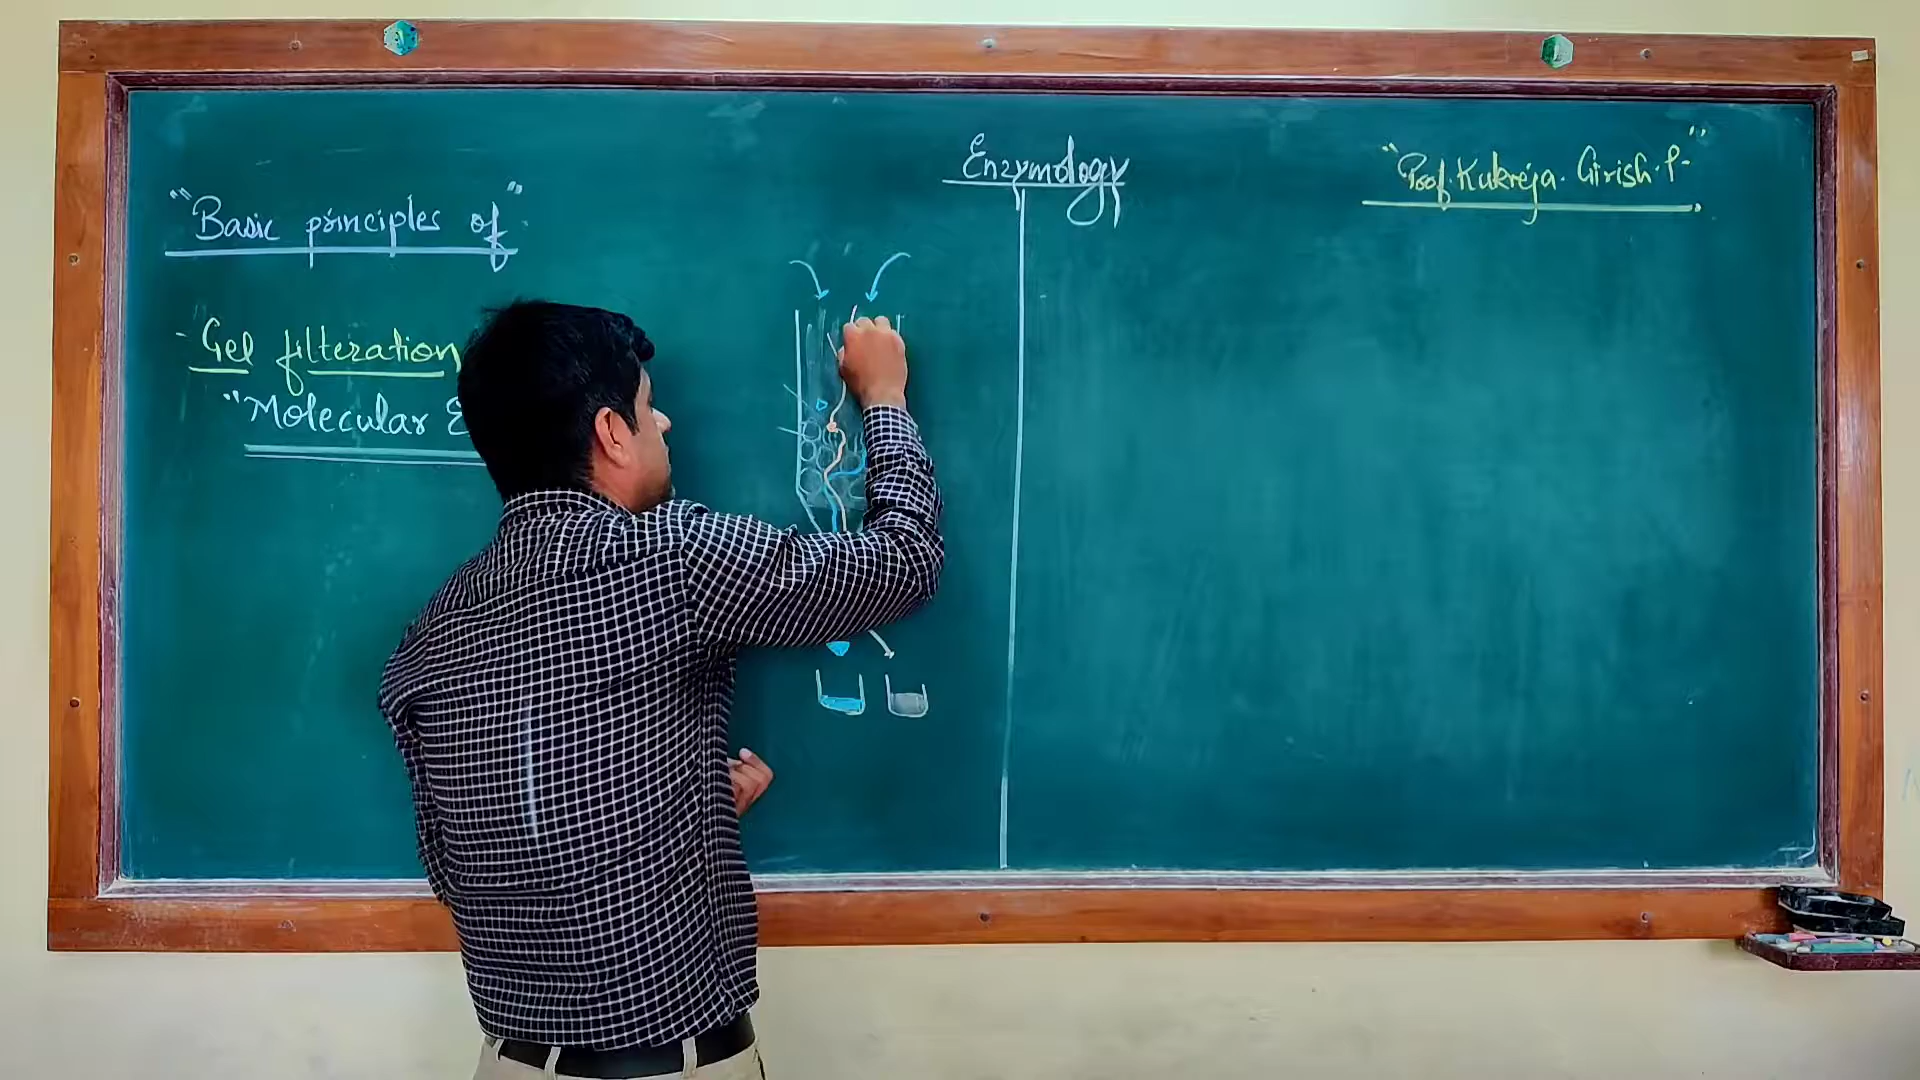 Enzymology
"Prof. Kukreja. Girish. P."
"Basic principles of"
- Gel filteration
"Molecular E